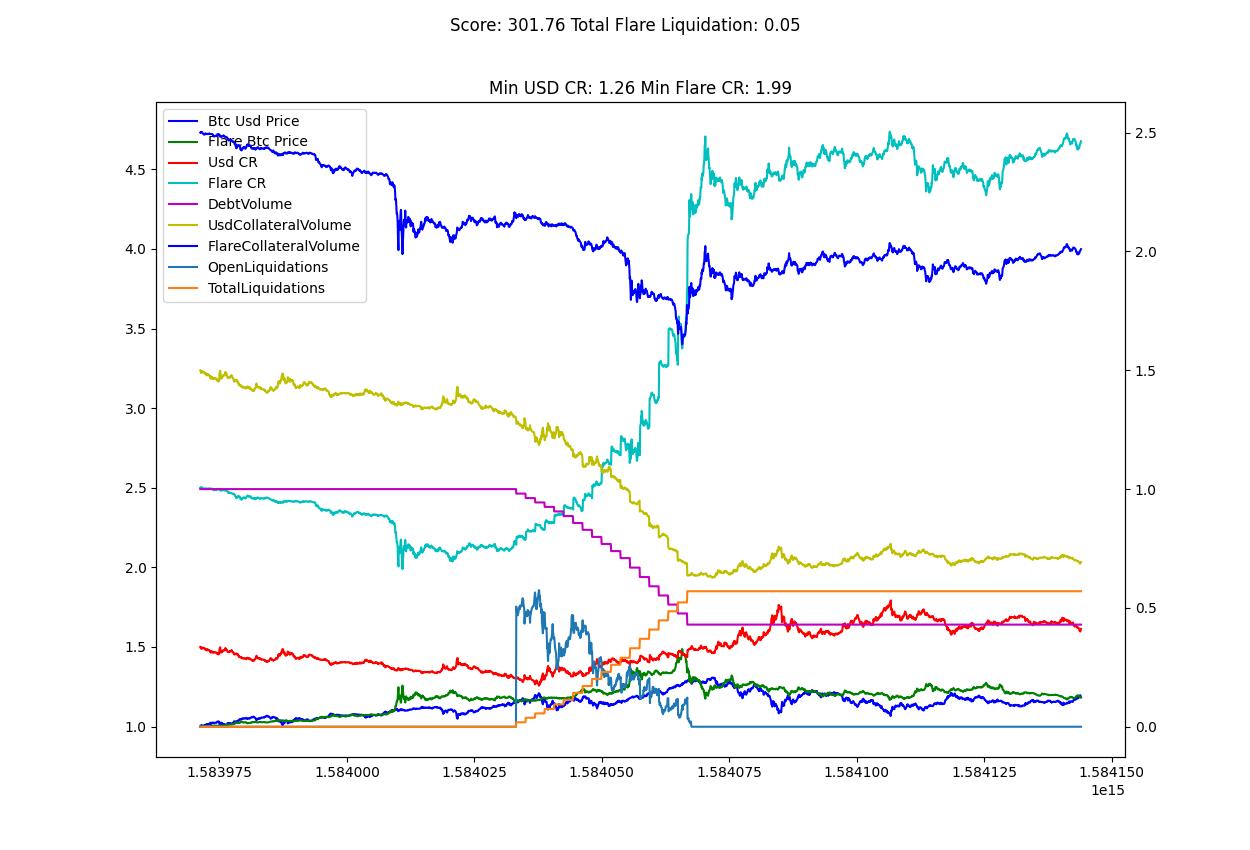 Score: 301.76 Total Flare Liquidation: 0.05
Min USD CR: 1.26 Min Flare CR: 1.99
Btc Usd Price
Flare Btc Price
Usd CR
Flare CR
DebtVolume
UsdCollateralVolume
FlareCollateralVolume
OpenLiquidations
TotalLiquidations
4.5
4.0
3.5
3.0
2.5
2.0
1.5
1.0
2.5
2.0
1.5
1.0
0.5
0.0
1.583975 1.584000 1.584025 1.584050 1.584075 1.584100 1.584125 1.584150
1e15